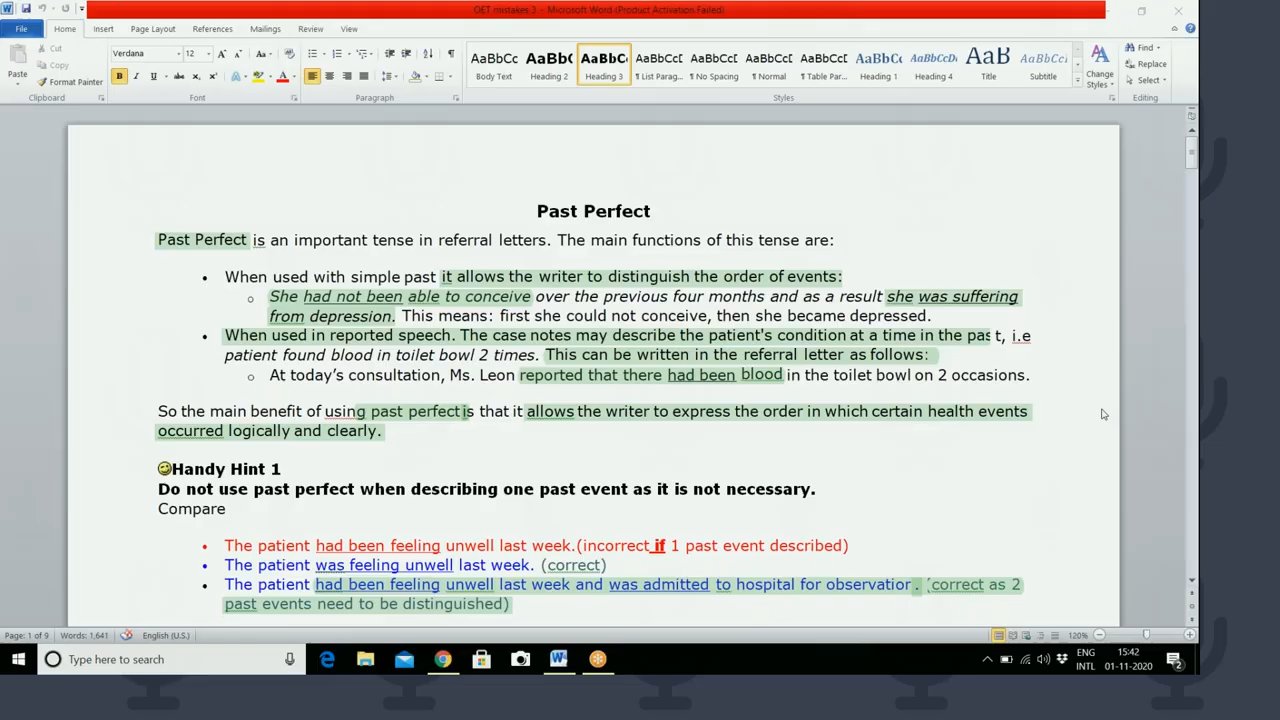 OET mistakes 3 - Microsoft Word (Product Activation Failed)
File Home Insert Page Layout References Mailings Review View
Paste
Cut
Copy
Format Painter
Clipboard
Verdana 12
Font
Paragraph
AaBbCc AaBb( AaBbC( AaBbCc AaBbCc AaBbCc AaBbCc AaBbC AaBbCcDc AaB AaBbCcI
Body Text Heading 2 Heading 3 ¶ List Parag... ¶ No Spacing ¶ Normal ¶ Table Par... Heading 1 Heading 4 Title Subtitle
Change Styles
Styles
Find
Replace
Select
Editing
Past Perfect
Past Perfect is an important tense in referral letters. The main functions of this tense are:
• When used with simple past it allows the writer to distinguish the order of events:
○ She had not been able to conceive over the previous four months and as a result she was suffering
from depression. This means: first she could not conceive, then she became depressed.
• When used in reported speech. The case notes may describe the patient's condition at a time in the past, i.e
patient found blood in toilet bowl 2 times. This can be written in the referral letter as follows:
○ At today's consultation, Ms. Leon reported that there had been blood in the toilet bowl on 2 occasions.
So the main benefit of using past perfect is that it allows the writer to express the order in which certain health events
occurred logically and clearly.
Handy Hint 1
Do not use past perfect when describing one past event as it is not necessary.
Compare
• The patient had been feeling unwell last week.(incorrect if 1 past event described)
• The patient was feeling unwell last week. (correct)
• The patient had been feeling unwell last week and was admitted to hospital for observation. (correct as 2
past events need to be distinguished)
Page: 1 of 9 Words: 1,641 English (U.S.) 120%
Type here to search
ENG
INTL
15:42
01-11-2020
2